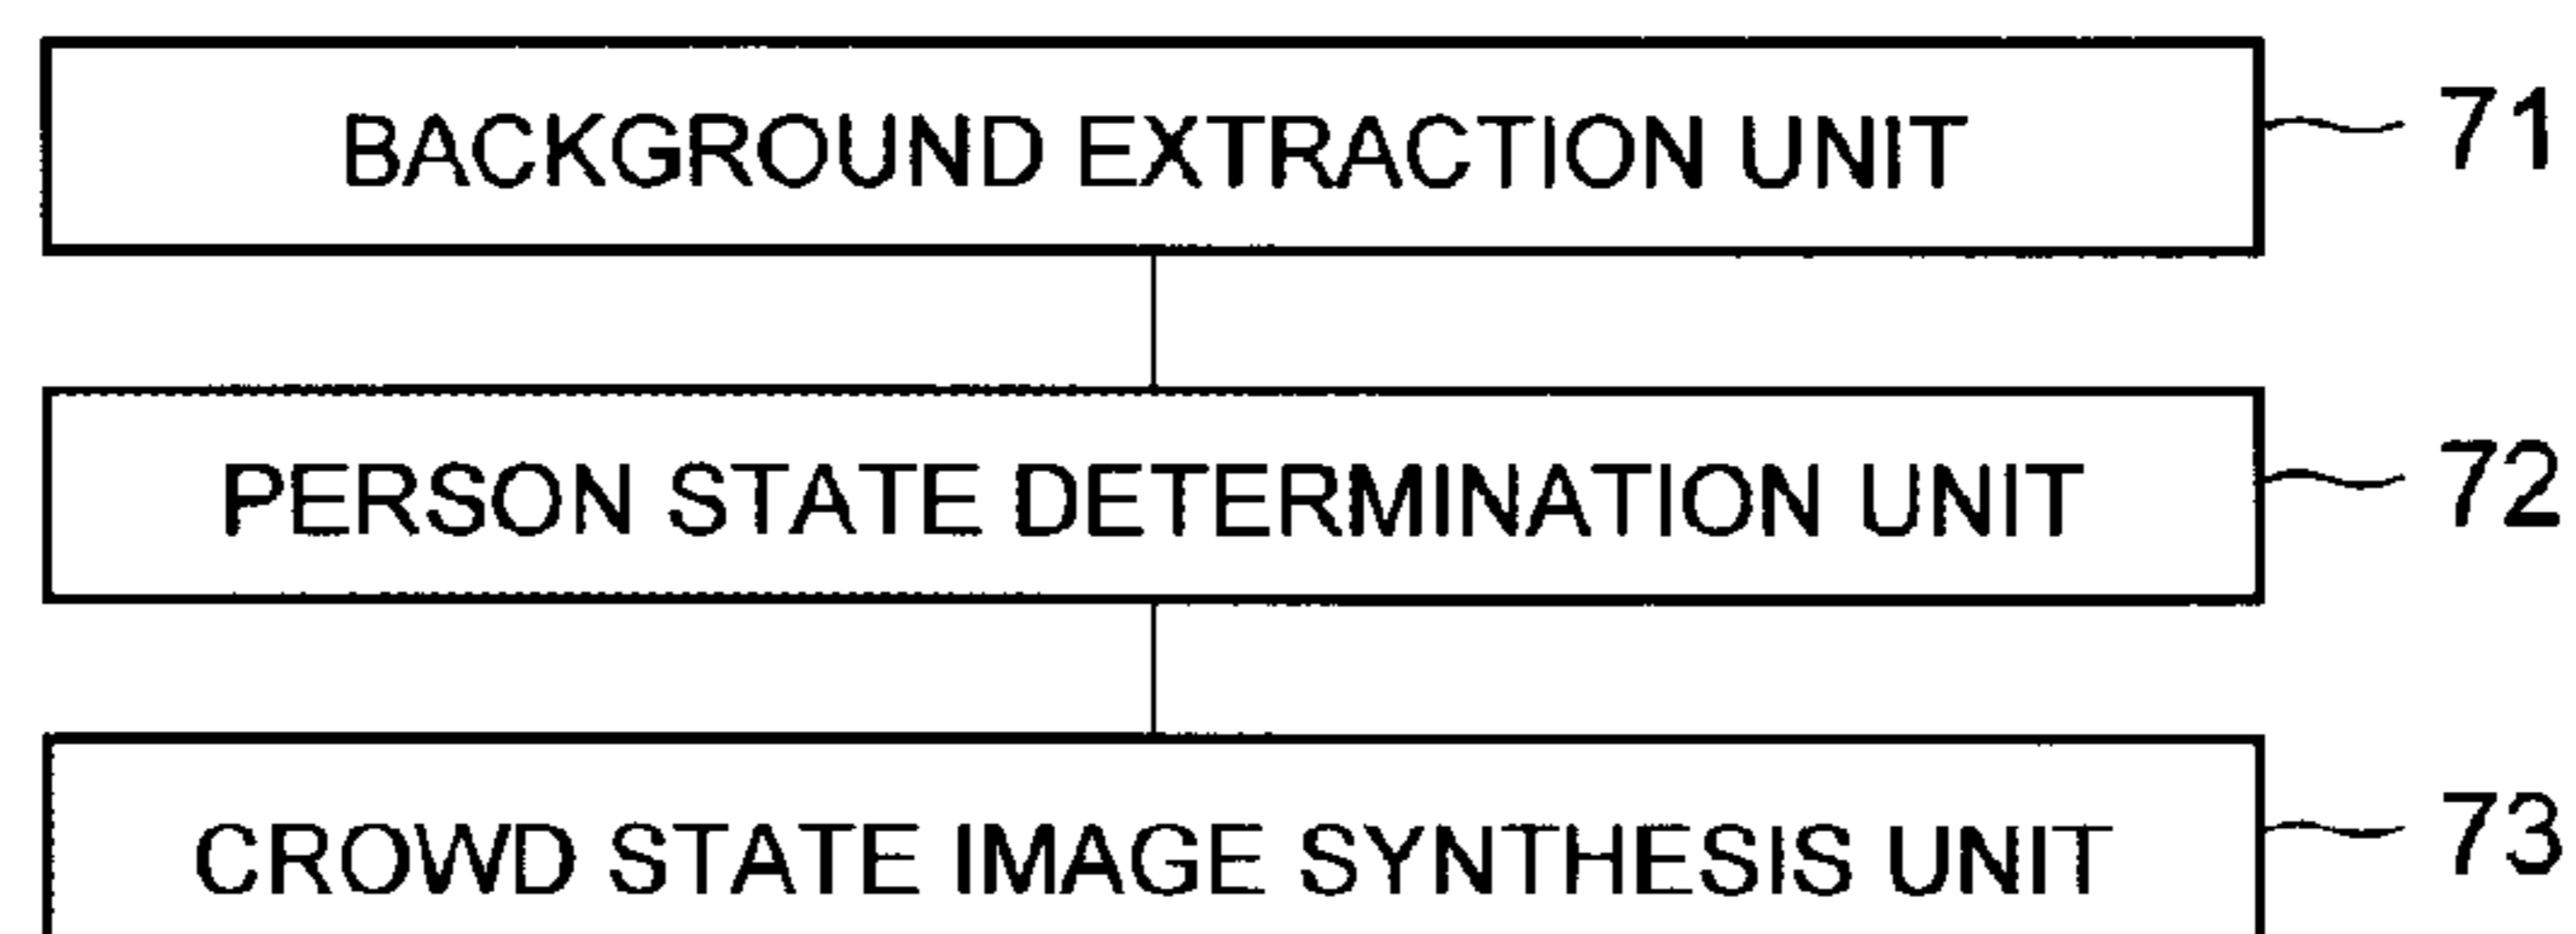 BACKGROUND EXTRACTION UNIT 71
PERSON STATE DETERMINATION UNIT 72
CROWD STATE IMAGE SYNTHESIS UNIT 73